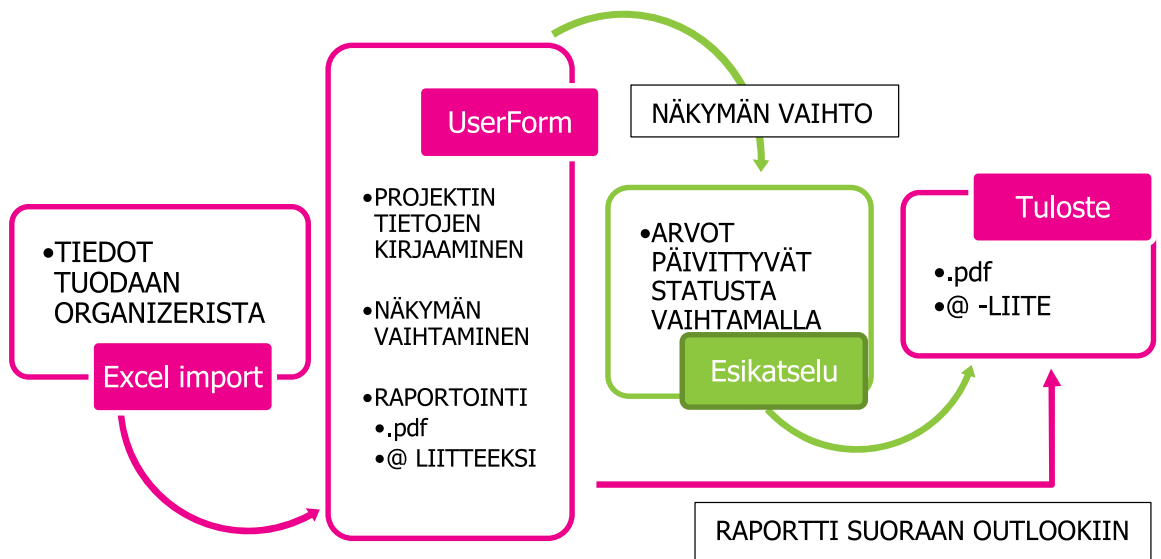 •TIEDOT
TUODAAN
ORGANIZERISTA
Excel import
UserForm
•PROJEKTIN
TIETOJEN
KIRJAAMINEN
•NÄKYMÄN
VAIHTAMINEN
•RAPORTOINTI
•.pdf
•@ LIITTEEKSI
NÄKYMÄN VAIHTO
•ARVOT
PÄIVITTYVÄT
STATUSTA
VAIHTAMALLA
Esikatselu
Tuloste
•.pdf
•@ -LIITE
RAPORTTI SUORAAN OUTLOOKIIN